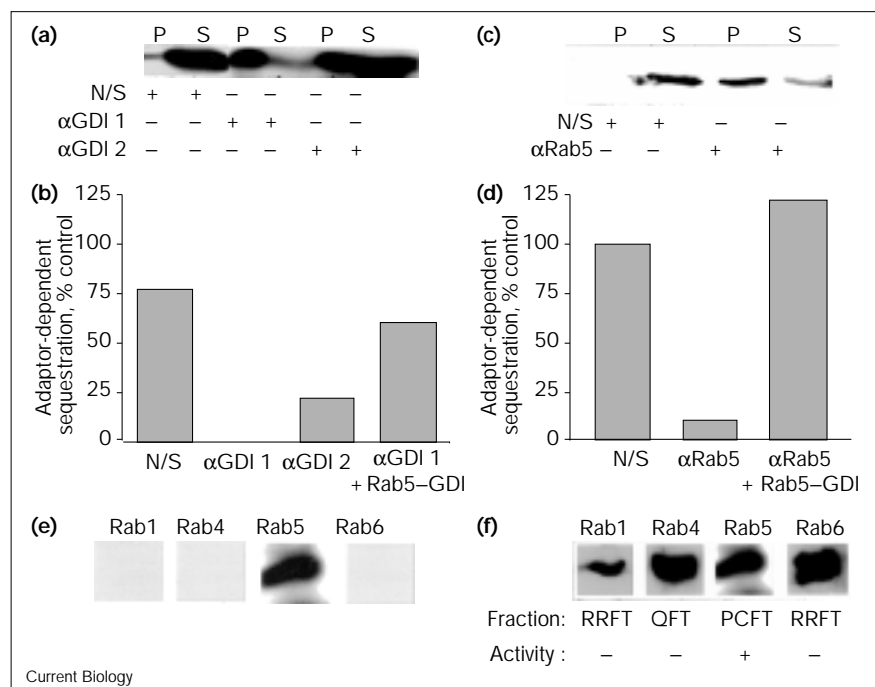 (a)
P S P S P S
N/S + + – – – –
αGDI 1 – – + + – –
αGDI 2 – – – – + +
(c)
P S P S
N/S + + – –
αRab5 – – + +
(b)
Adaptor-dependent
sequestration, % control
125
100
75
50
25
0
N/S αGDI 1 αGDI 2 αGDI 1
+ Rab5–GDI
(d)
Adaptor-dependent
sequestration, % control
125
100
75
50
25
0
N/S αRab5 αRab5
+ Rab5–GDI
(e)
Rab1 Rab4 Rab5 Rab6
(f)
Rab1 Rab4 Rab5 Rab6
Fraction: RRFT QFT PCFT RRFT
Activity : – – + –
Current Biology